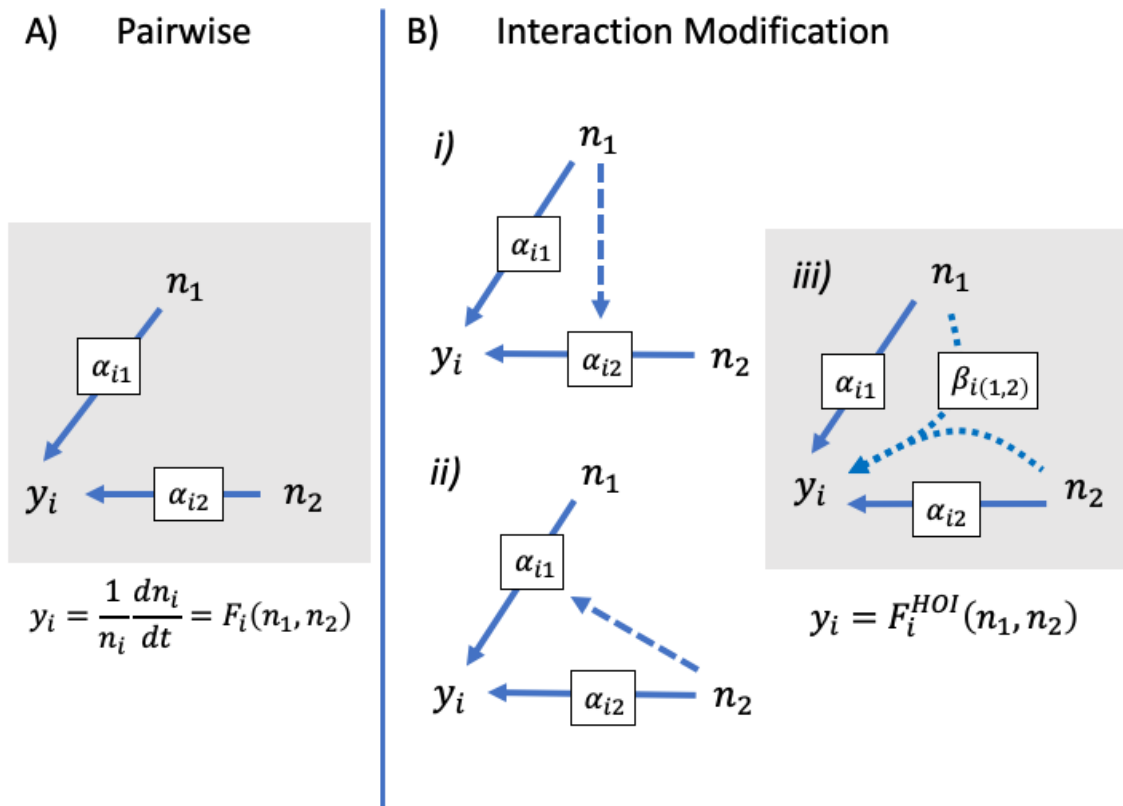 A) Pairwise
n₁
αᵢ₁
yᵢ
αᵢ₂
n₂
yᵢ = 1/nᵢ dnᵢ/dt = Fᵢ(n₁, n₂)
B) Interaction Modification
i)
n₁
αᵢ₁
yᵢ
αᵢ₂
n₂
ii)
n₁
αᵢ₁
yᵢ
αᵢ₂
n₂
iii)
n₁
αᵢ₁
βᵢ₍₁,₂₎
yᵢ
αᵢ₂
n₂
yᵢ = Fᵢᴴᴼᴵ(n₁, n₂)